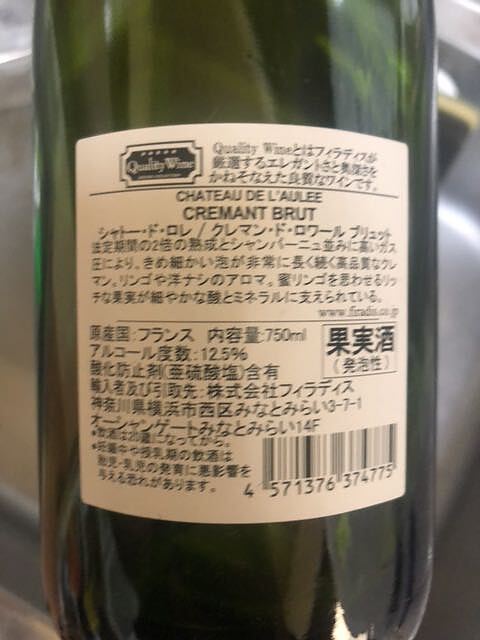 Quality Wine
Quality Wineとはフィラディスが
厳選するエレガントさと奥深さを
かねそなえた良質なワインです。
CHATEAU DE L'AULEE
CREMANT BRUT
シャトー・ド・ロレ / クレマン・ド・ロワール ブリュット
法定期間の2倍の熟成とシャンパーニュ並みに高いガス
圧により、きめ細かい泡が非常に長く続く高品質なクレ
マン。リンゴや洋ナシのアロマ。蜜リンゴを思わせるリッ
チな果実が細やかな酸とミネラルに支えられている。
www.firadis.co.jp
原産国:フランス 内容量:750ml
アルコール度数:12.5%
果実酒
(発泡性)
酸化防止剤(亜硫酸塩)含有
輸入者及び引取先:株式会社フィラディス
神奈川県横浜市西区みなとみらい3-7-1
オーシャンゲートみなとみらい14F
●飲酒は20歳になってから。
●妊娠中や授乳期の飲酒は
胎児・乳児の発育に悪影響を
与える恐れがあります。
4 571376 374775